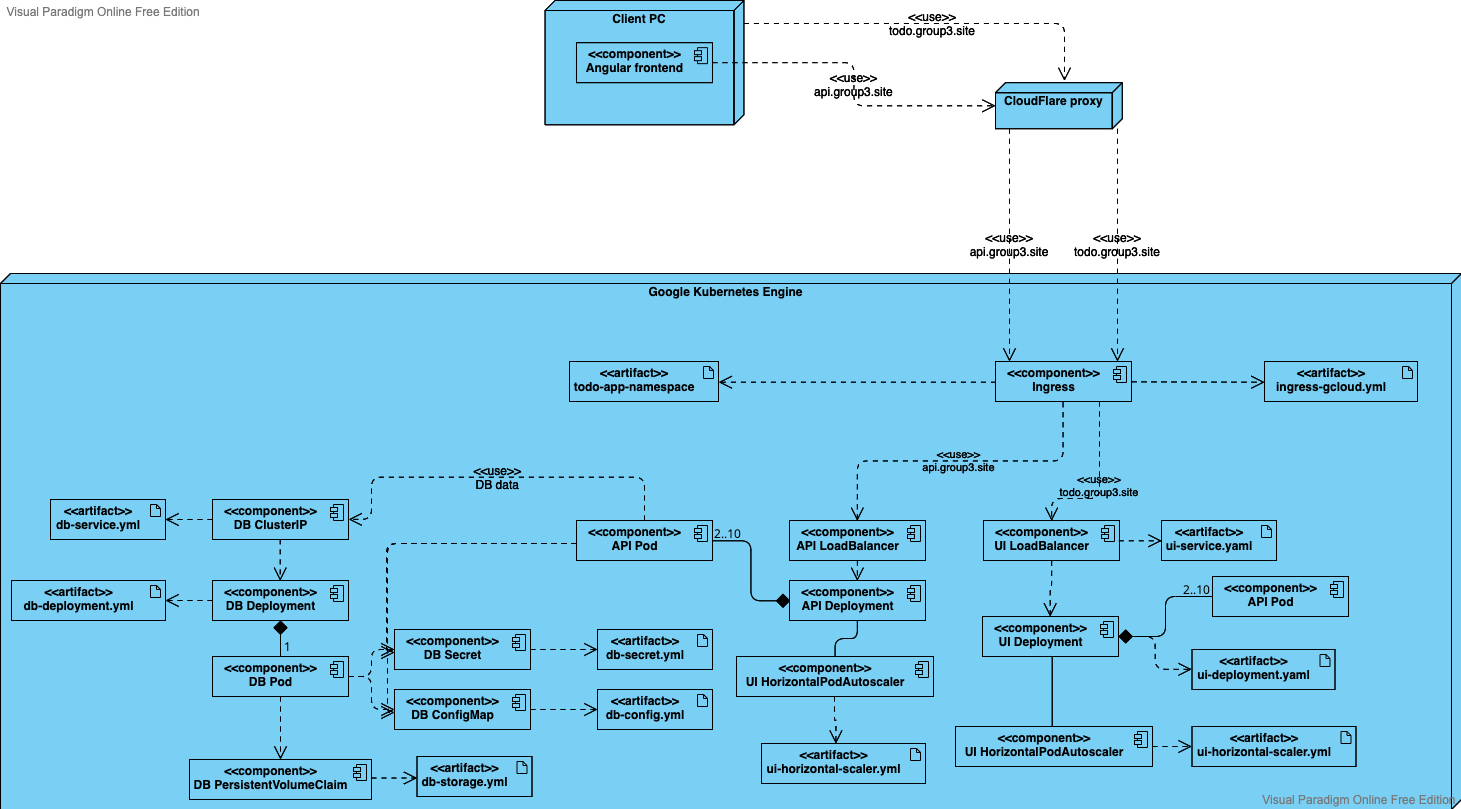 Visual Paradigm Online Free Edition
Client PC
<<component>>
Angular frontend
<<use>>
todo.group3.site
<<use>>
api.group3.site
CloudFlare proxy
<<use>>
api.group3.site
<<use>>
todo.group3.site
Google Kubernetes Engine
<<artifact>>
todo-app-namespace
<<component>>
Ingress
<<artifact>>
ingress-gcloud.yml
<<use>>
api.group3.site
<<use>>
todo.group3.site
<<use>>
DB data
<<artifact>>
db-service.yml
<<component>>
DB ClusterIP
<<component>>
API Pod
2..10
<<component>>
API LoadBalancer
<<component>>
UI LoadBalancer
<<artifact>>
ui-service.yaml
<<artifact>>
db-deployment.yml
<<component>>
DB Deployment
<<component>>
API Deployment
2..10
<<component>>
API Pod
<<component>>
UI Deployment
1
<<component>>
DB Pod
<<component>>
DB Secret
<<artifact>>
db-secret.yml
<<component>>
UI HorizontalPodAutoscaler
<<artifact>>
ui-deployment.yaml
<<component>>
DB ConfigMap
<<artifact>>
db-config.yml
<<component>>
UI HorizontalPodAutoscaler
<<artifact>>
ui-horizontal-scaler.yml
<<artifact>>
ui-horizontal-scaler.yml
<<component>>
DB PersistentVolumeClaim
<<artifact>>
db-storage.yml
Visual Paradigm Online Free Edition